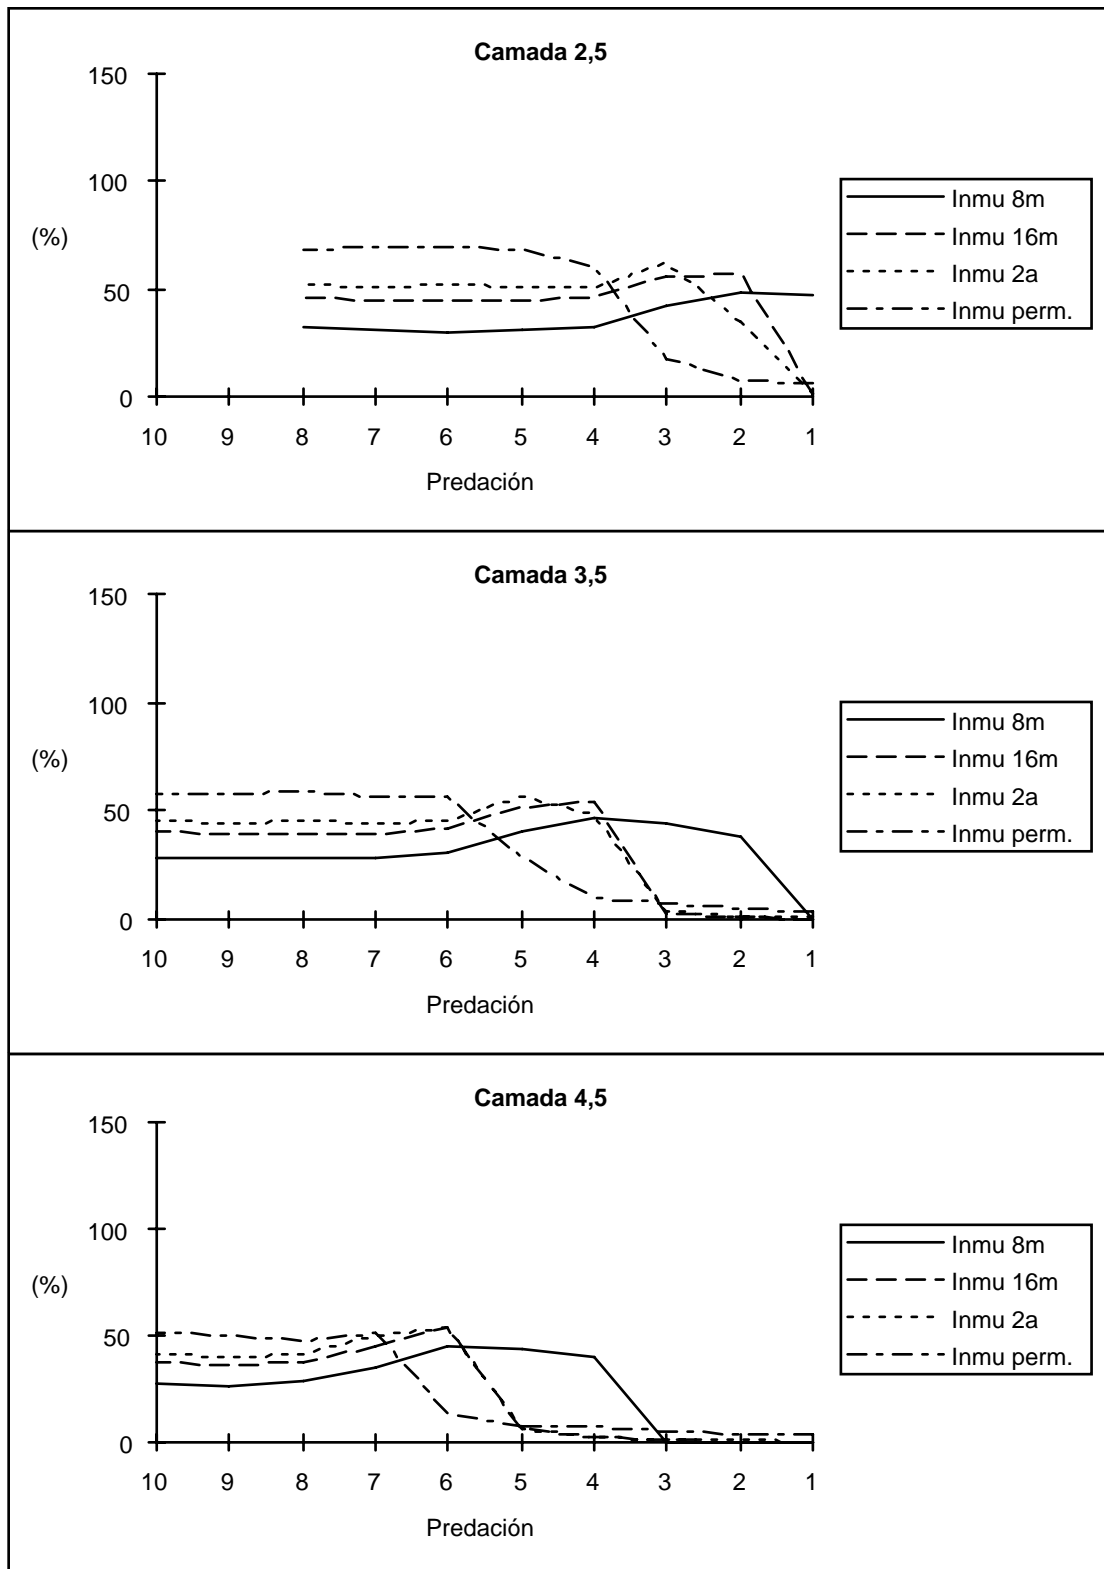 Camada 2,5
150
100
(%)
50
0
10 9 8 7 6 5 4 3 2 1
Predación
Inmu 8m
Inmu 16m
Inmu 2a
Inmu perm.
Camada 3,5
150
100
(%)
50
0
10 9 8 7 6 5 4 3 2 1
Predación
Inmu 8m
Inmu 16m
Inmu 2a
Inmu perm.
Camada 4,5
150
100
(%)
50
0
10 9 8 7 6 5 4 3 2 1
Predación
Inmu 8m
Inmu 16m
Inmu 2a
Inmu perm.